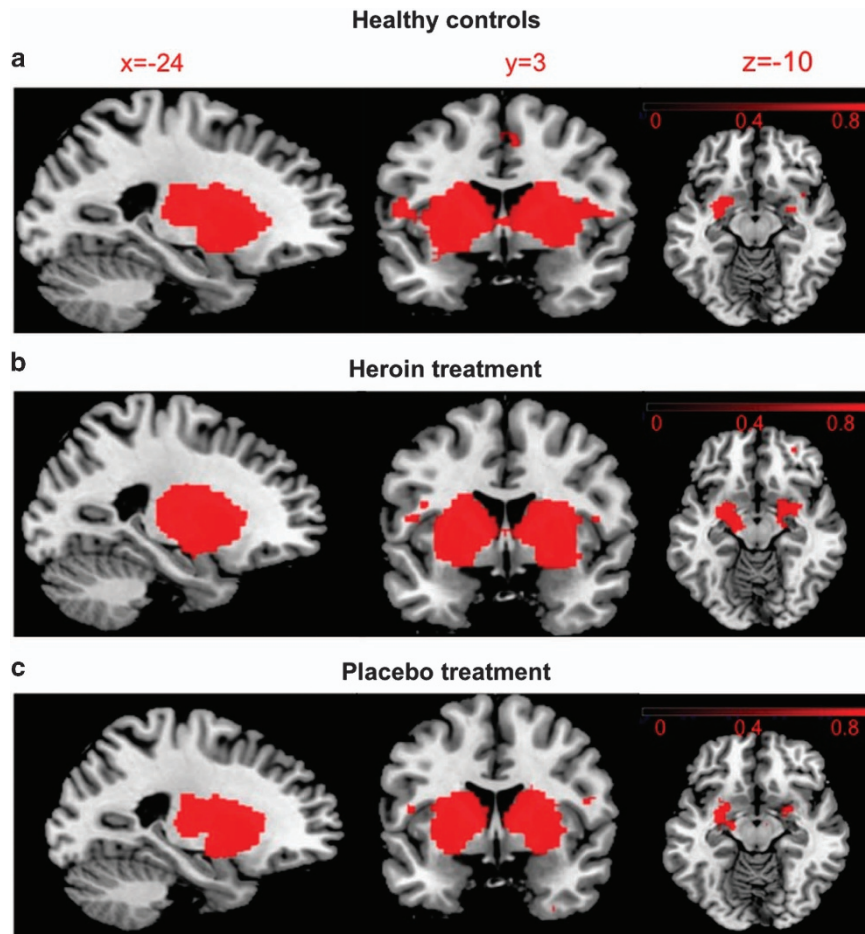 Healthy controls
a x=-24 y=3 z=-10
0 0.4 0.8
b Heroin treatment
0 0.4 0.8
c Placebo treatment
0 0.4 0.8